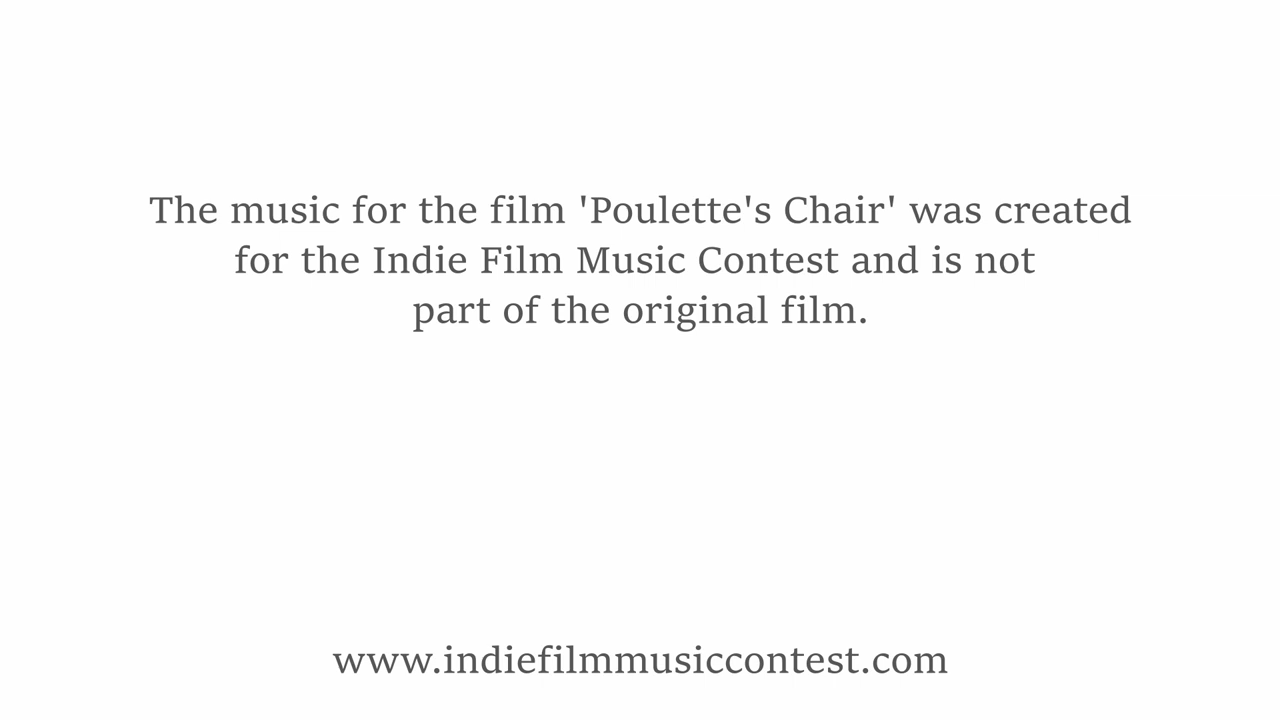 The music for the film 'Poulette's Chair' was created
for the Indie Film Music Contest and is not
part of the original film.
www.indiefilmmusiccontest.com